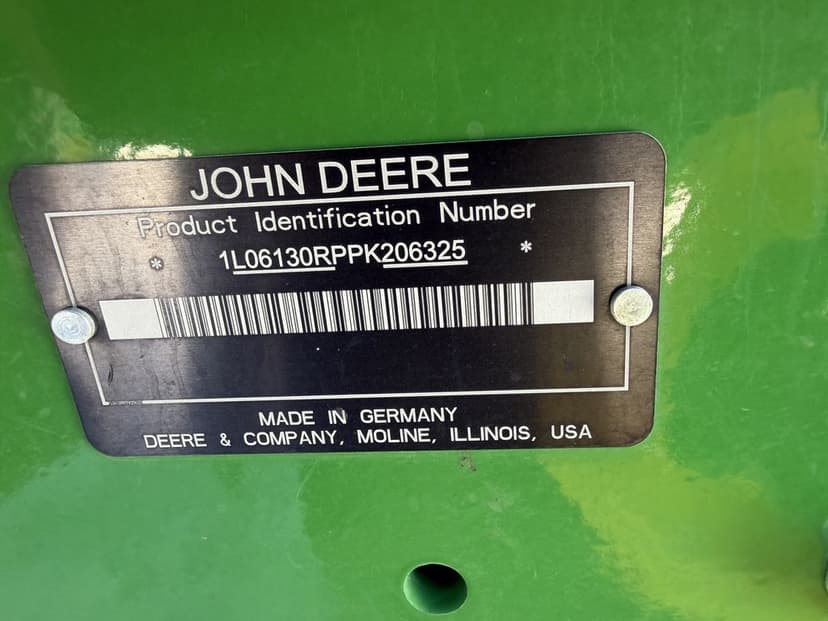 JOHN DEERE
Product Identification Number
* 1L06130RPPK206325 *
MADE IN GERMANY
DEERE & COMPANY, MOLINE, ILLINOIS, USA